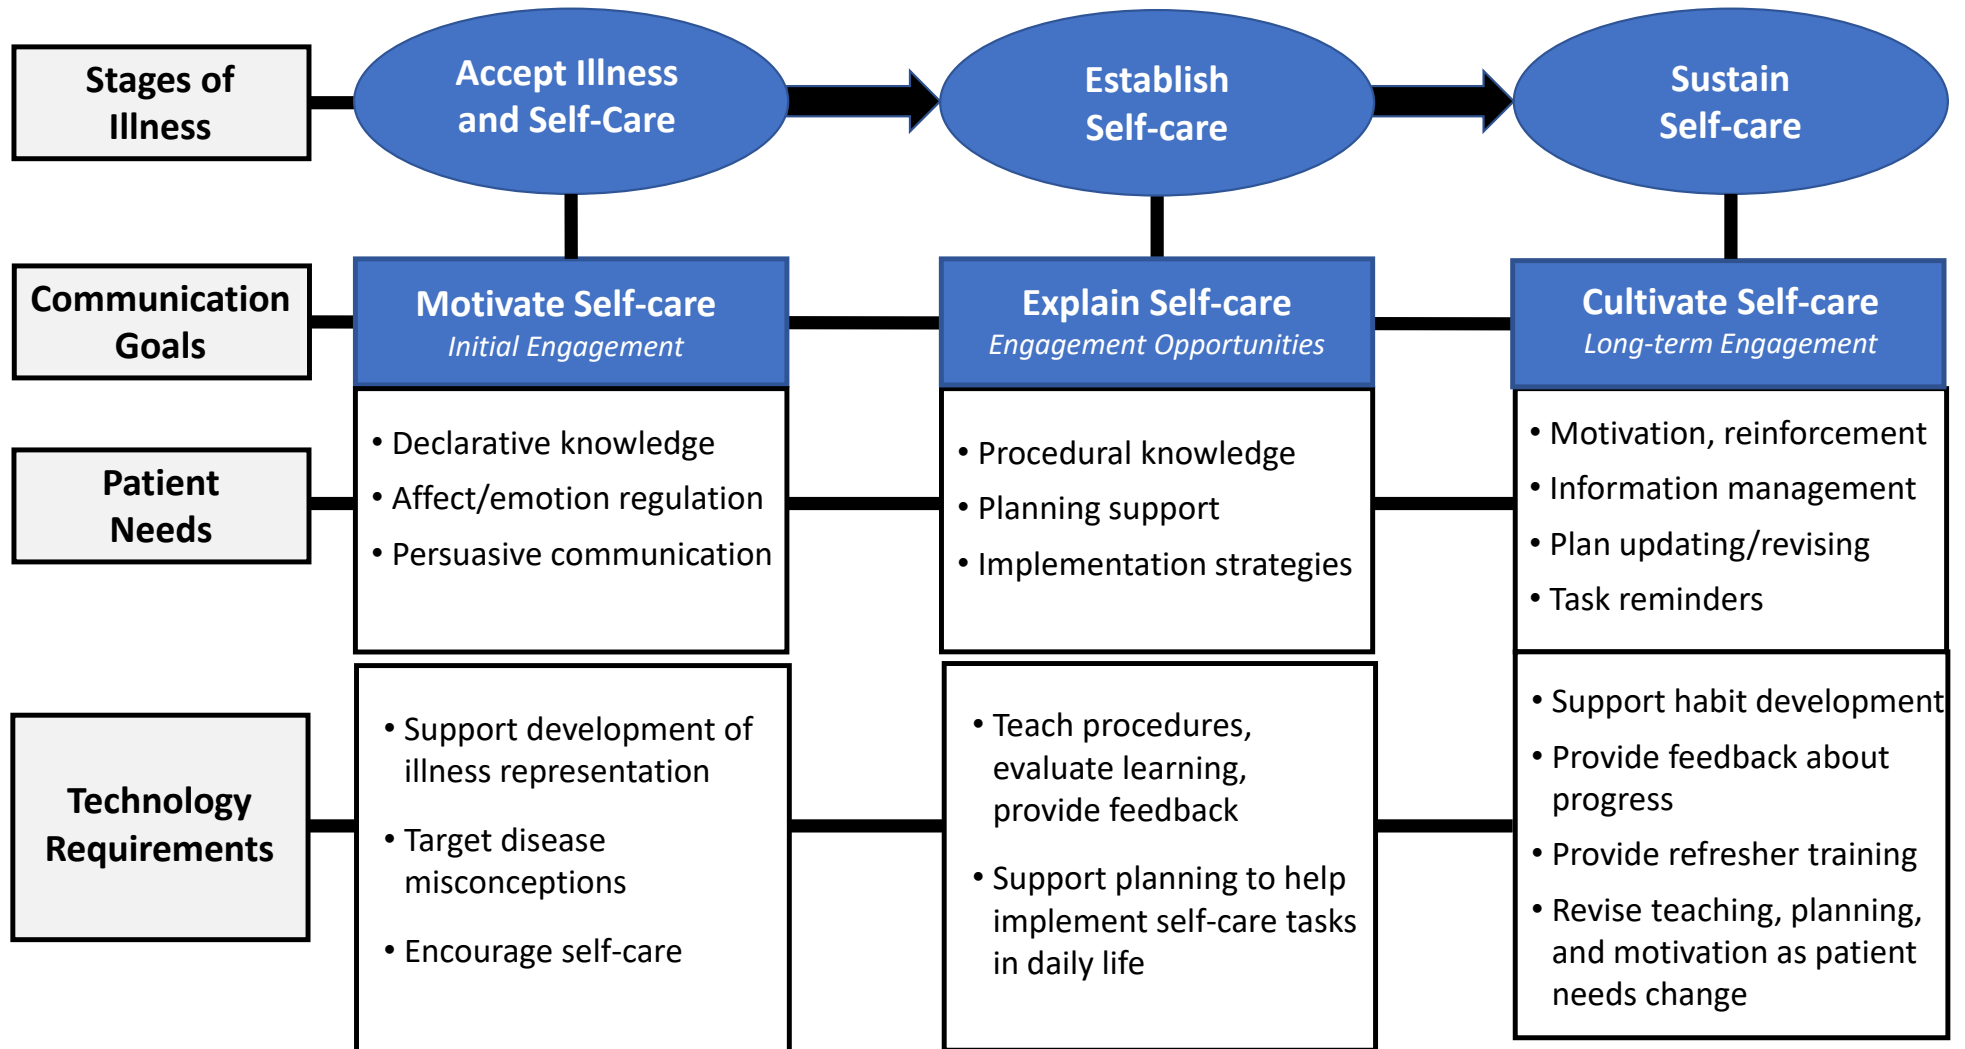 Stages of
Illness
Accept Illness
and Self-Care
Establish
Self-care
Sustain
Self-care
Communication
Goals
Motivate Self-care
Initial Engagement
Explain Self-care
Engagement Opportunities
Cultivate Self-care
Long-term Engagement
Patient
Needs
• Declarative knowledge
• Affect/emotion regulation
• Persuasive communication
• Procedural knowledge
• Planning support
• Implementation strategies
• Motivation, reinforcement
• Information management
• Plan updating/revising
• Task reminders
Technology
Requirements
• Support development of
illness representation
• Target disease
misconceptions
• Encourage self-care
• Teach procedures,
evaluate learning,
provide feedback
• Support planning to help
implement self-care tasks
in daily life
• Support habit development
• Provide feedback about
progress
• Provide refresher training
• Revise teaching, planning,
and motivation as patient
needs change